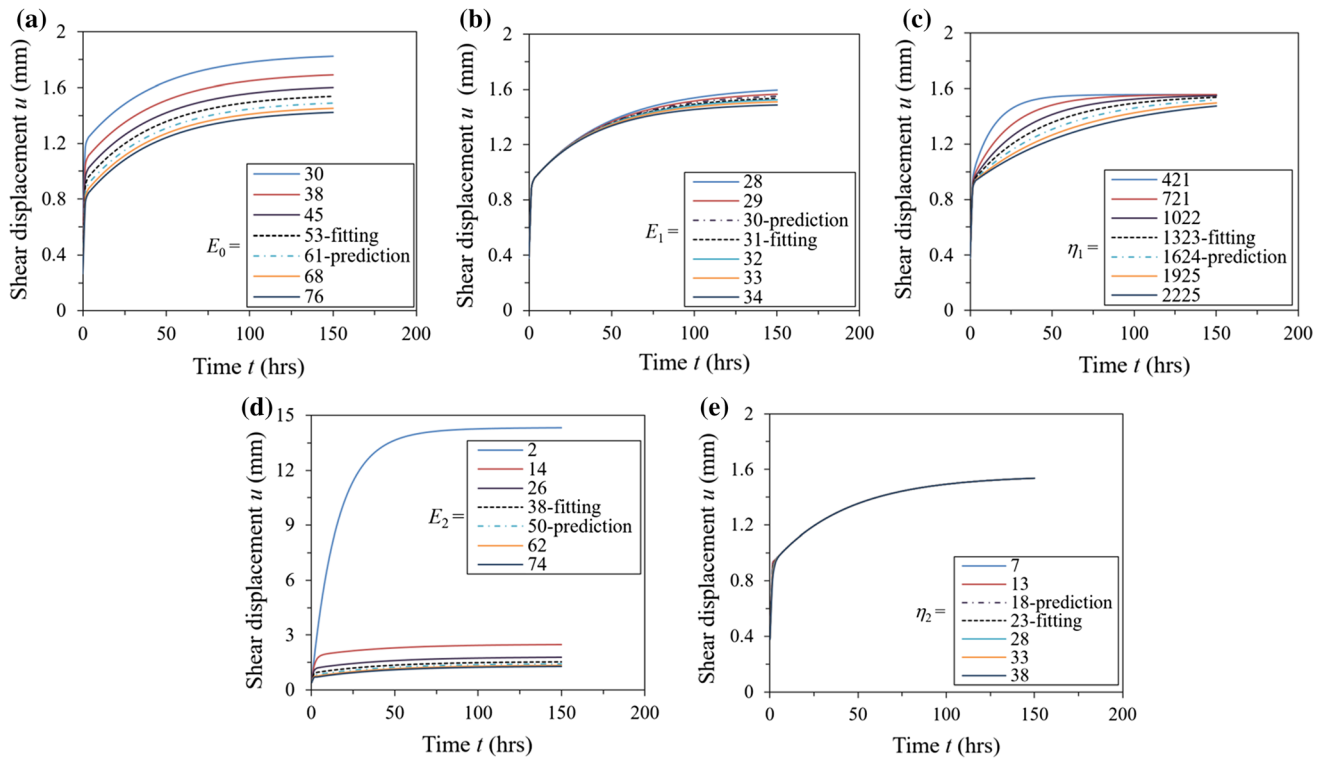 (a)
2
1.6
1.2
0.8
0.4
0
0
50
100
150
200
Shear displacement u (mm)
Time t (hrs)
E0 =
30
38
45
53-fitting
61-prediction
68
76
(b)
2
1.6
1.2
0.8
0.4
0
0
50
100
150
200
Shear displacement u (mm)
Time t (hrs)
E1 =
28
29
30-prediction
31-fitting
32
33
34
(c)
2
1.6
1.2
0.8
0.4
0
0
50
100
150
200
Shear displacement u (mm)
Time t (hrs)
η1 =
421
721
1022
1323-fitting
1624-prediction
1925
2225
(d)
15
12
9
6
3
0
0
50
100
150
200
Shear displacement u (mm)
Time t (hrs)
E2 =
2
14
26
38-fitting
50-prediction
62
74
(e)
2
1.6
1.2
0.8
0.4
0
0
50
100
150
200
Shear displacement u (mm)
Time t (hrs)
η2 =
7
13
18-prediction
23-fitting
28
33
38